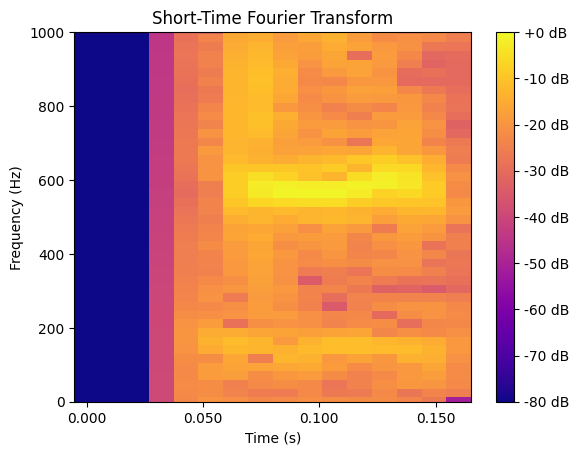 Short-Time Fourier Transform
1000
800
600
400
200
0
Frequency (Hz)
0.000
0.050
0.100
0.150
Time (s)
+0 dB
-10 dB
-20 dB
-30 dB
-40 dB
-50 dB
-60 dB
-70 dB
-80 dB